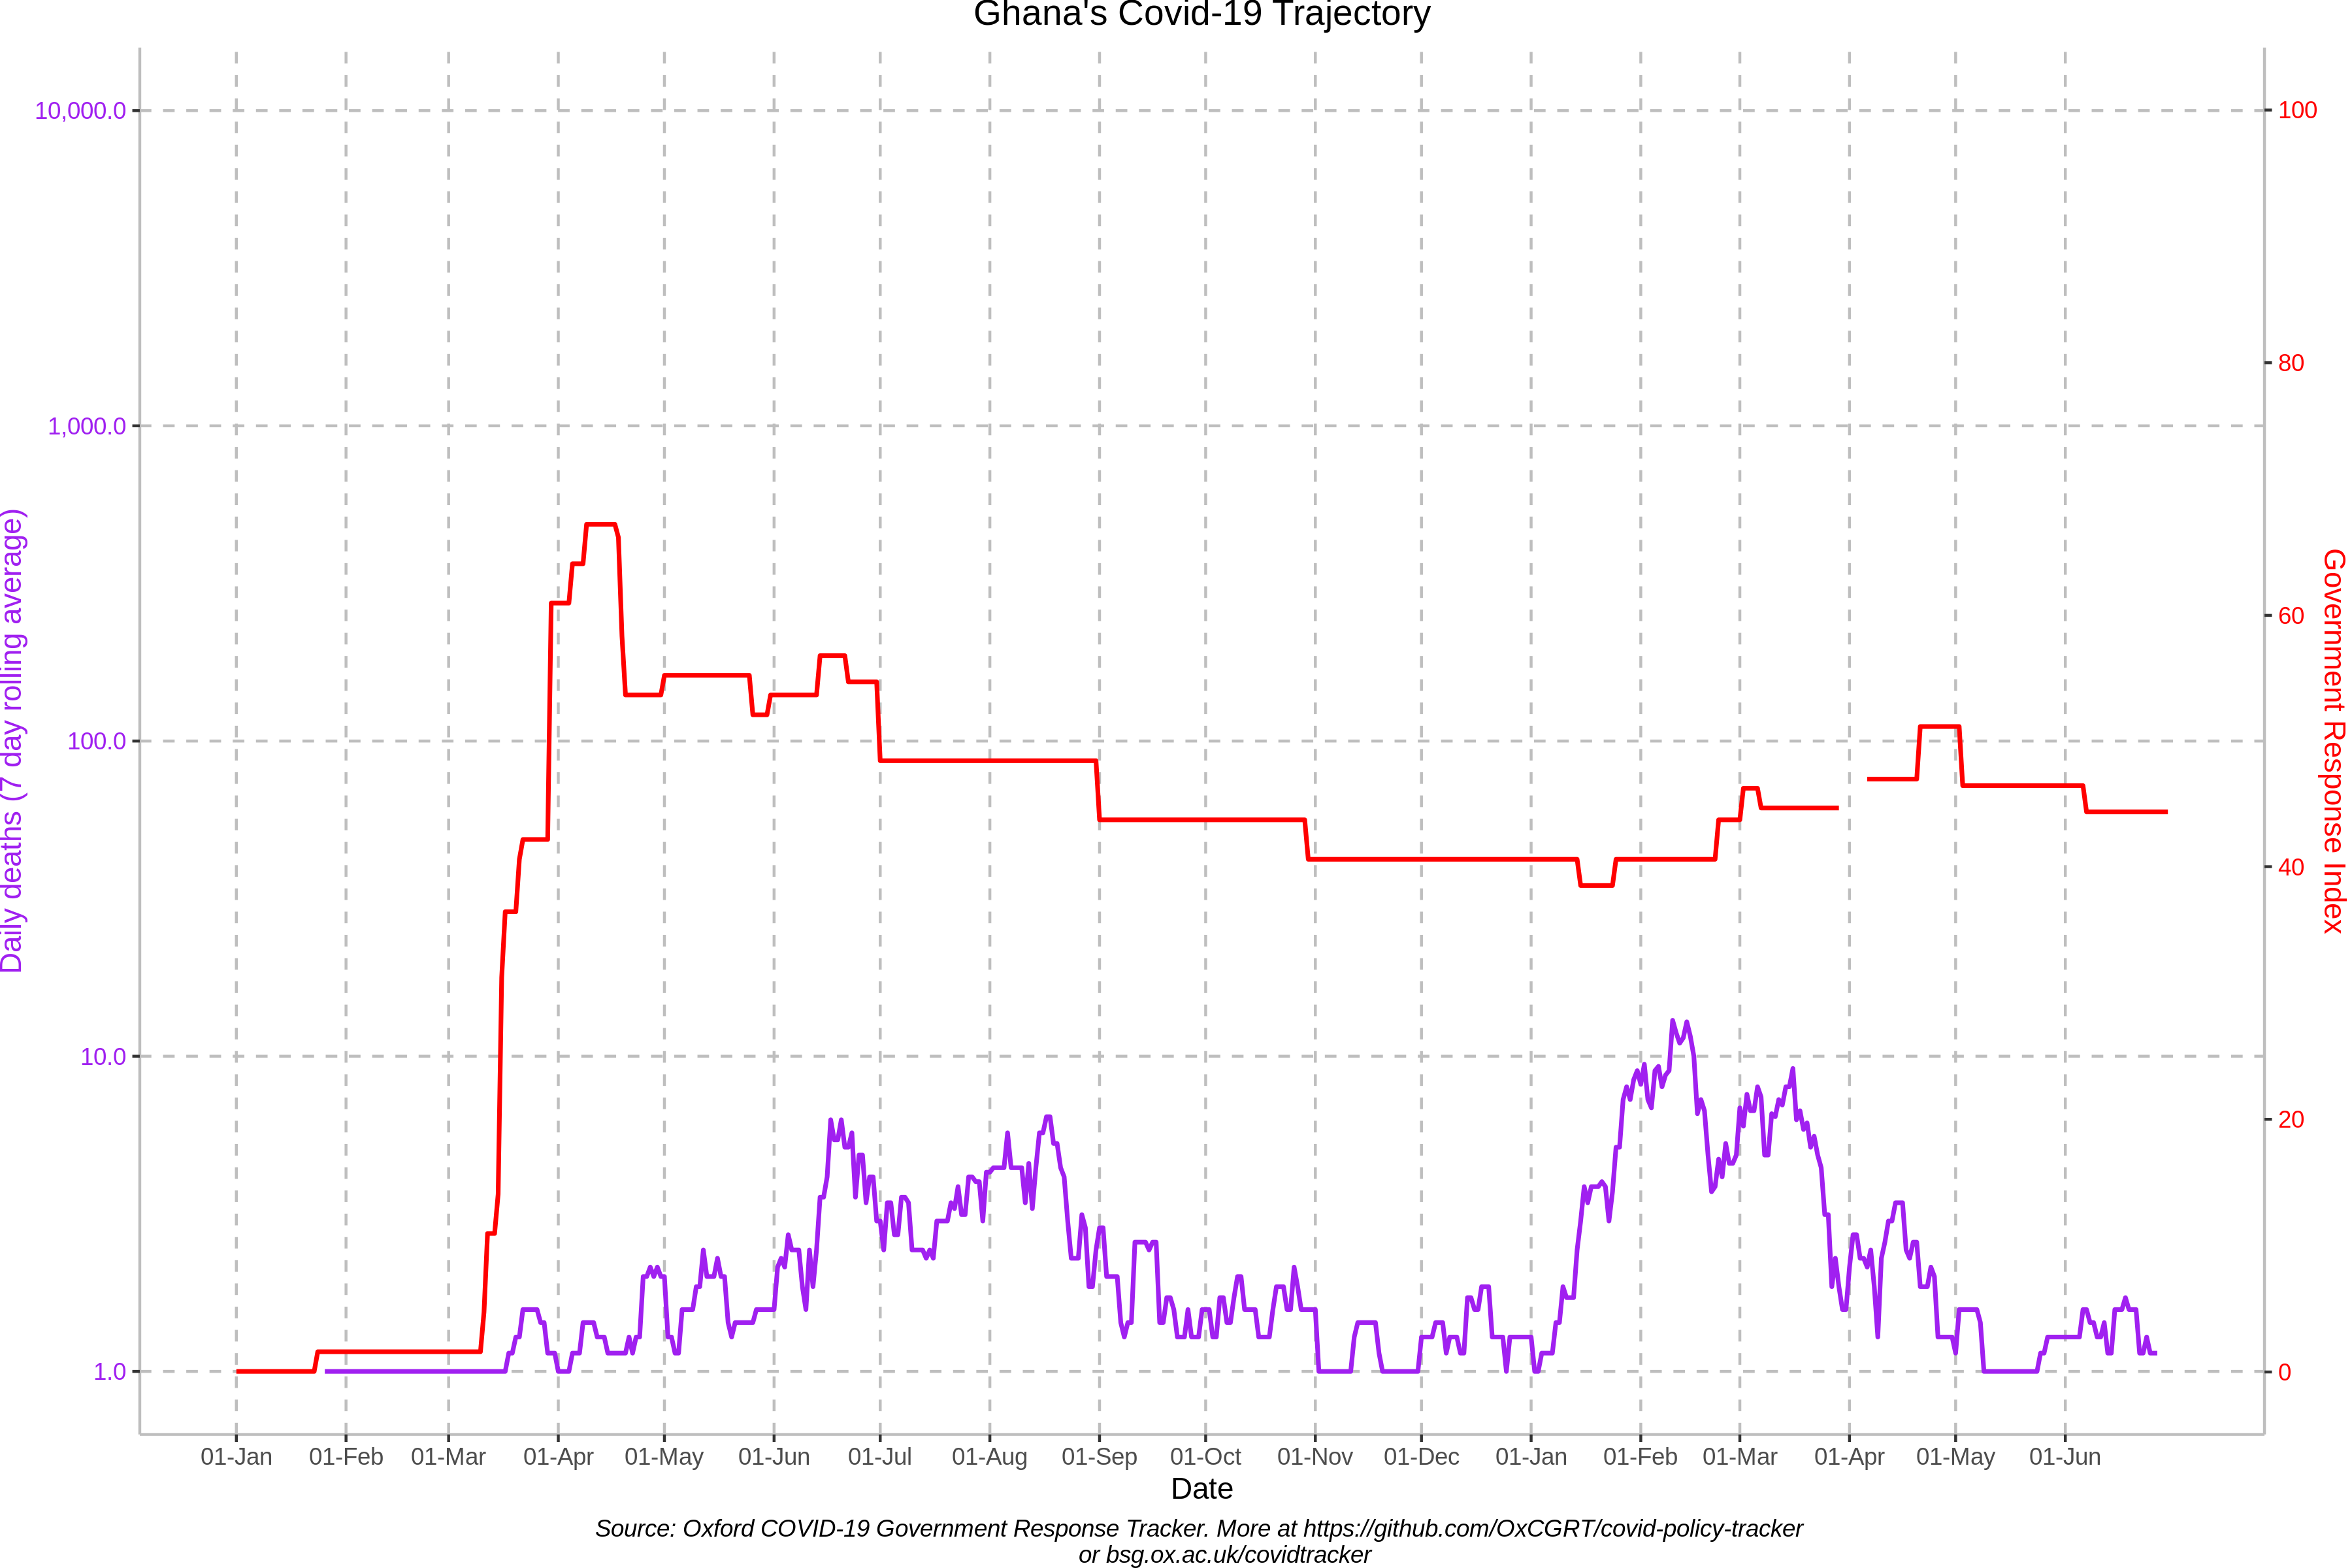 Ghana's Covid-19 Trajectory
10,000.0
1,000.0
100.0
10.0
1.0
Daily deaths (7 day rolling average)
100
80
60
40
20
0
Government Response Index
01-Jan 01-Feb 01-Mar 01-Apr 01-May 01-Jun 01-Jul 01-Aug 01-Sep 01-Oct 01-Nov 01-Dec 01-Jan 01-Feb 01-Mar 01-Apr 01-May 01-Jun
Date
Source: Oxford COVID-19 Government Response Tracker. More at https://github.com/OxCGRT/covid-policy-tracker
or bsg.ox.ac.uk/covidtracker